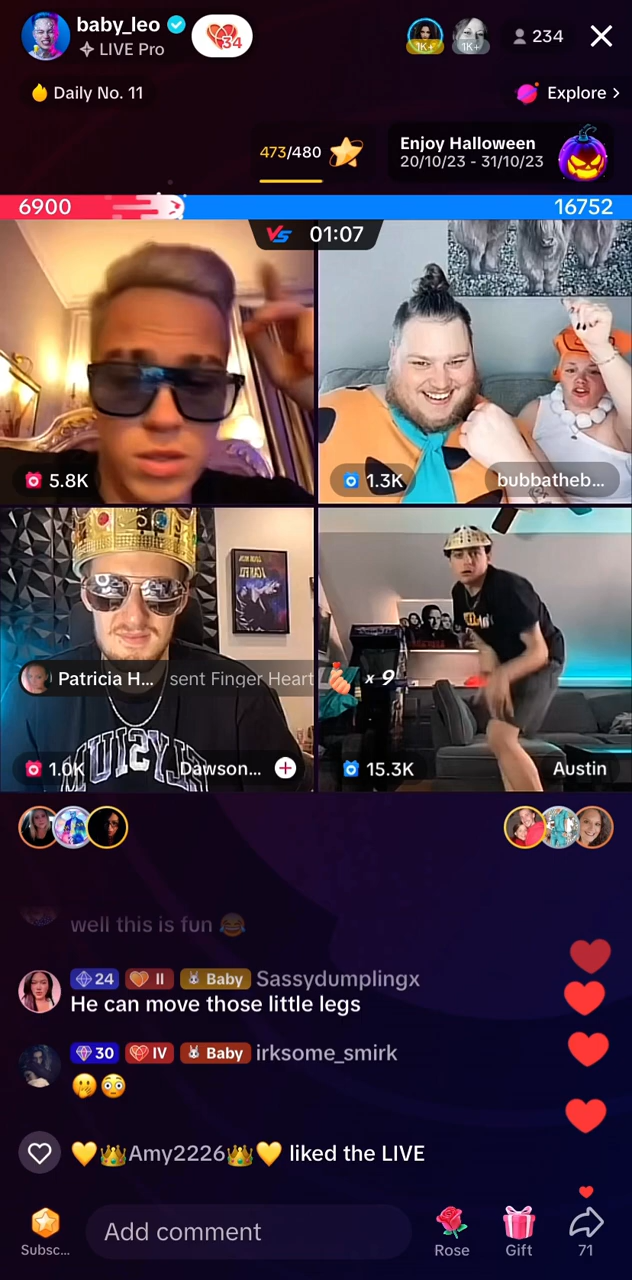 baby_leo
34
LIVE Pro
1K+
1K+
234
Daily No. 11
Explore >
473/480
Enjoy Halloween
20/10/23 - 31/10/23
6900
16752
VS 01:07
5.8K
1.3K
bubbatheb...
Patricia H... sent Finger Heart x 9
1.0K
Dawson...
15.3K
Austin
well this is fun 😂
24 II Baby Sassydumplingx
He can move those little legs
30 IV Baby irksome_smirk
🤭😳
💛👑Amy2226👑💛 liked the LIVE
Subsc...
Add comment
Rose
Gift
71